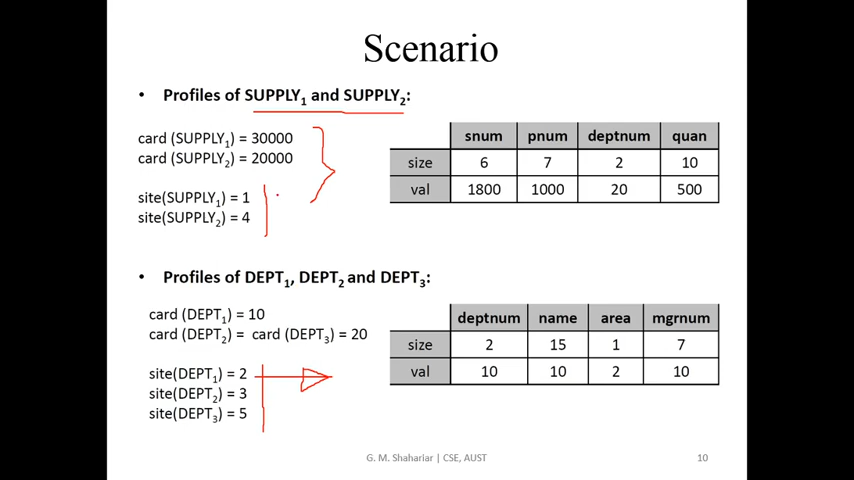 Scenario
• Profiles of SUPPLY1 and SUPPLY2:
card (SUPPLY1) = 30000
card (SUPPLY2) = 20000
site(SUPPLY1) = 1
site(SUPPLY2) = 4
snum pnum deptnum quan
size 6 7 2 10
val 1800 1000 20 500
• Profiles of DEPT1, DEPT2 and DEPT3:
card (DEPT1) = 10
card (DEPT2) = card (DEPT3) = 20
site(DEPT1) = 2
site(DEPT2) = 3
site(DEPT3) = 5
deptnum name area mgrnum
size 2 15 1 7
val 10 10 2 10
G. M. Shahariar | CSE, AUST
10